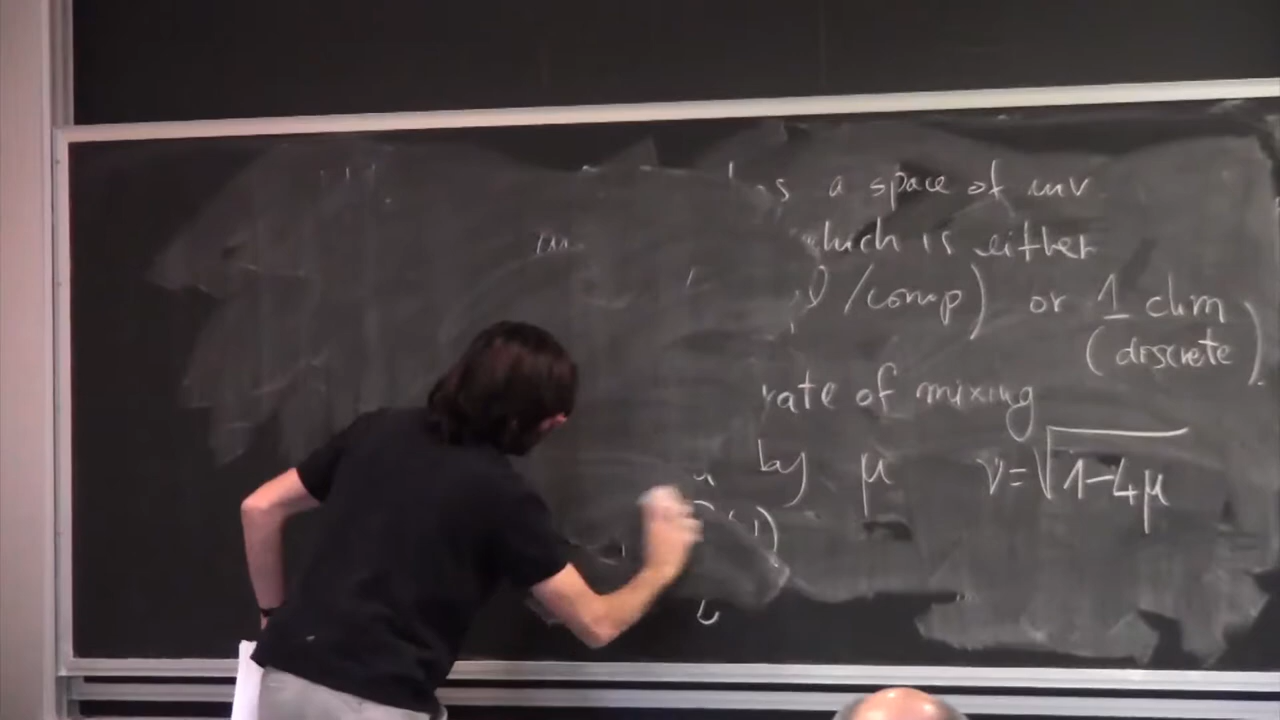 a space of inv
which is either
/comp) or 1 dim
(discrete).
rate of mixing
by μ ν=√1-4μ